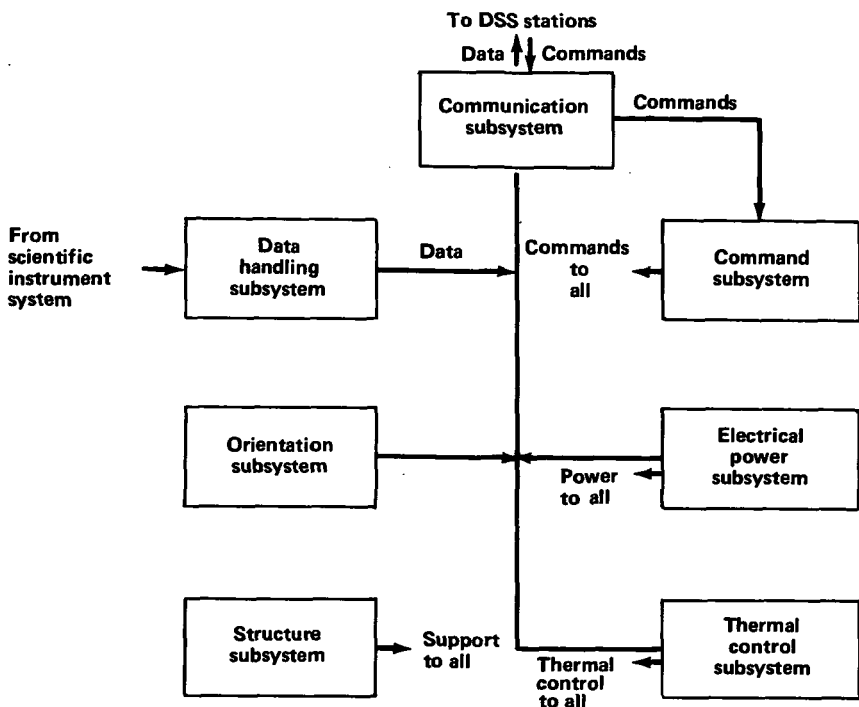 To DSS stations
Data Commands
Communication
subsystem
Commands
From
scientific
instrument
system
Data
handling
subsystem
Data
Commands
to
all
Command
subsystem
Orientation
subsystem
Power
to all
Electrical
power
subsystem
Structure
subsystem
Support
to all
Thermal
control
to all
Thermal
control
subsystem